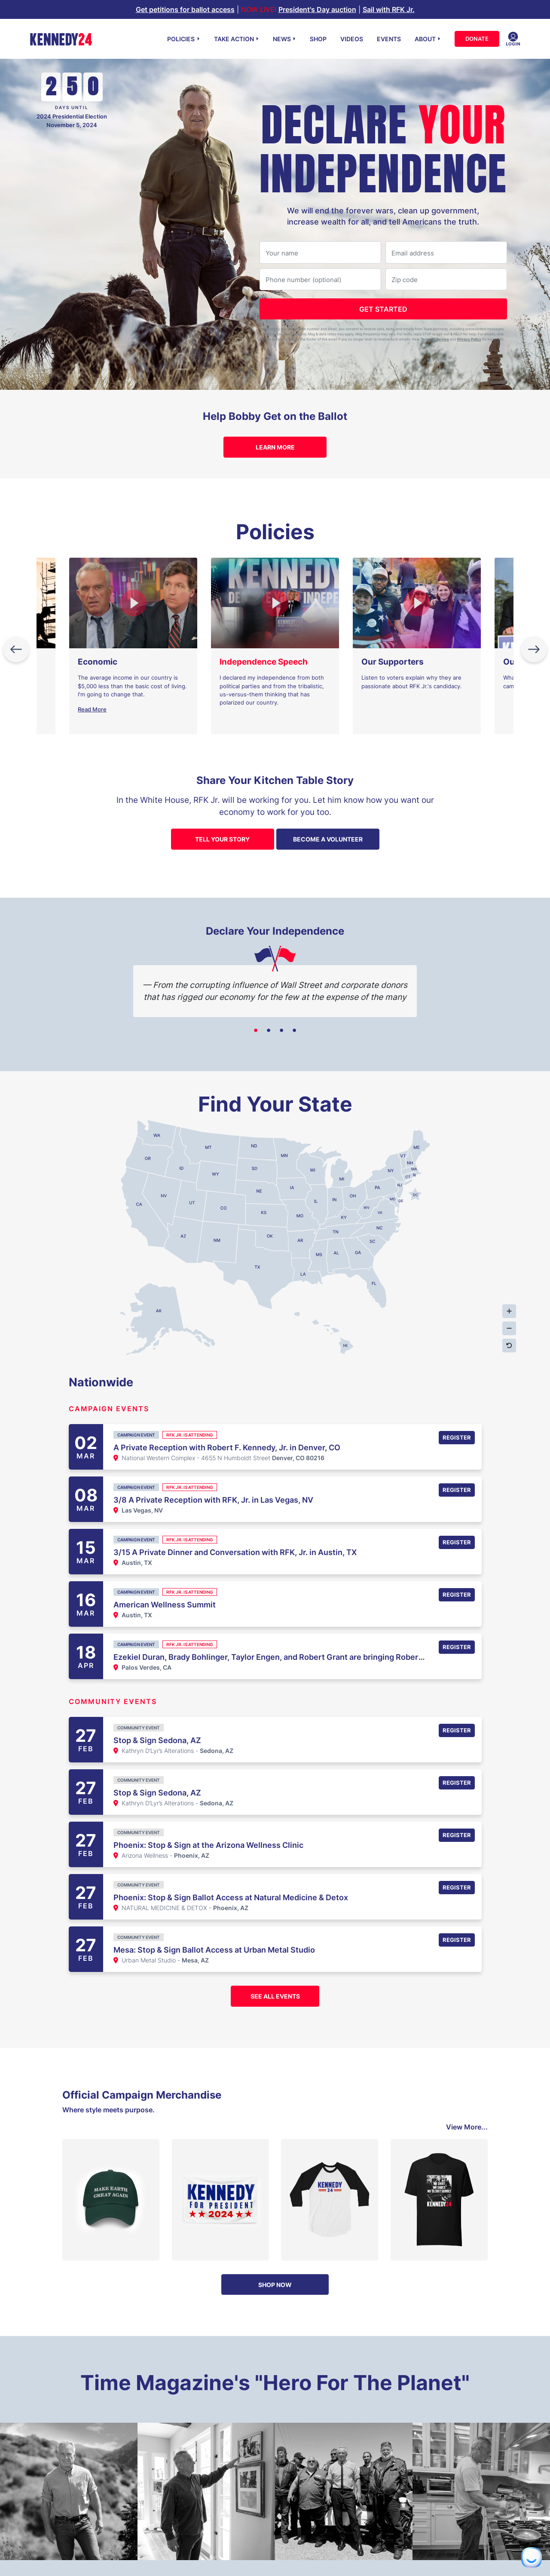 Get petitions for ballot access | NOW LIVE: President's Day auction | Sail with RFK Jr.
KENNEDY24
POLICIES
TAKE ACTION
NEWS
SHOP
VIDEOS
EVENTS
ABOUT
DONATE
LOGIN
250
DAYS UNTIL
2024 Presidential Election
November 5, 2024
DECLARE YOUR
INDEPENDENCE
We will end the forever wars, clean up government,
increase wealth for all, and tell Americans the truth.
Your name
Email address
Phone number (optional)
Zip code
GET STARTED
Privacy Policy
Help Bobby Get on the Ballot
LEARN MORE
Policies
Economic
The average income in our country is
$5,000 less than the basic cost of living.
I'm going to change that.
Read More
Independence Speech
I declared my independence from both
political parties and from the tribalistic,
us-versus-them thinking that has
polarized our country.
Our Supporters
Listen to voters explain why they are
passionate about RFK Jr.'s candidacy.
Ou
Wha
cam
Share Your Kitchen Table Story
In the White House, RFK Jr. will be working for you. Let him know how you want our
economy to work for you too.
TELL YOUR STORY
BECOME A VOLUNTEER
Declare Your Independence
— From the corrupting influence of Wall Street and corporate donors
that has rigged our economy for the few at the expense of the many
Find Your State
WA
OR
CA
NV
ID
MT
WY
UT
AZ
CO
NM
ND
SD
NE
KS
OK
TX
MN
IA
MO
AR
LA
WI
IL
MS
MI
IN
OH
KY
TN
AL
GA
FL
SC
NC
VA
WV
PA
NY
VT
NH
ME
MA
RI
CT
NJ
DE
MD
DC
AK
HI
+
−
Nationwide
CAMPAIGN EVENTS
02
MAR
CAMPAIGN EVENT
RFK JR. IS ATTENDING
A Private Reception with Robert F. Kennedy, Jr. in Denver, CO
National Western Complex - 4655 N Humboldt Street Denver, CO 80216
REGISTER
08
MAR
CAMPAIGN EVENT
RFK JR. IS ATTENDING
3/8 A Private Reception with RFK, Jr. in Las Vegas, NV
Las Vegas, NV
REGISTER
15
MAR
CAMPAIGN EVENT
RFK JR. IS ATTENDING
3/15 A Private Dinner and Conversation with RFK, Jr. in Austin, TX
Austin, TX
REGISTER
16
MAR
CAMPAIGN EVENT
RFK JR. IS ATTENDING
American Wellness Summit
Austin, TX
REGISTER
18
APR
CAMPAIGN EVENT
RFK JR. IS ATTENDING
Ezekiel Duran, Brady Bohlinger, Taylor Engen, and Robert Grant are bringing Rober...
Palos Verdes, CA
REGISTER
COMMUNITY EVENTS
27
FEB
COMMUNITY EVENT
Stop & Sign Sedona, AZ
Kathryn D'Lyr's Alterations - Sedona, AZ
REGISTER
27
FEB
COMMUNITY EVENT
Stop & Sign Sedona, AZ
Kathryn D'Lyr's Alterations - Sedona, AZ
REGISTER
27
FEB
COMMUNITY EVENT
Phoenix: Stop & Sign at the Arizona Wellness Clinic
Arizona Wellness - Phoenix, AZ
REGISTER
27
FEB
COMMUNITY EVENT
Phoenix: Stop & Sign Ballot Access at Natural Medicine & Detox
NATURAL MEDICINE & DETOX - Phoenix, AZ
REGISTER
27
FEB
COMMUNITY EVENT
Mesa: Stop & Sign Ballot Access at Urban Metal Studio
Urban Metal Studio - Mesa, AZ
REGISTER
SEE ALL EVENTS
Official Campaign Merchandise
Where style meets purpose.
View More...
MAKE EARTH
GREAT AGAIN
KENNEDY
FOR PRESIDENT
★★2024★★
KENNEDY
24
KENNEDY24
SHOP NOW
Time Magazine's "Hero For The Planet"